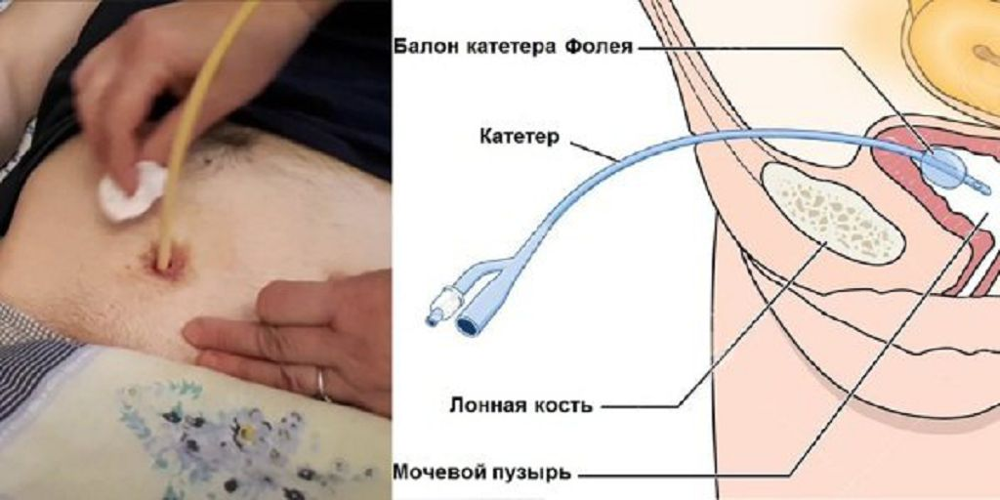 Балон катетера Фолея
Катетер
Лонная кость
Мочевой пузырь